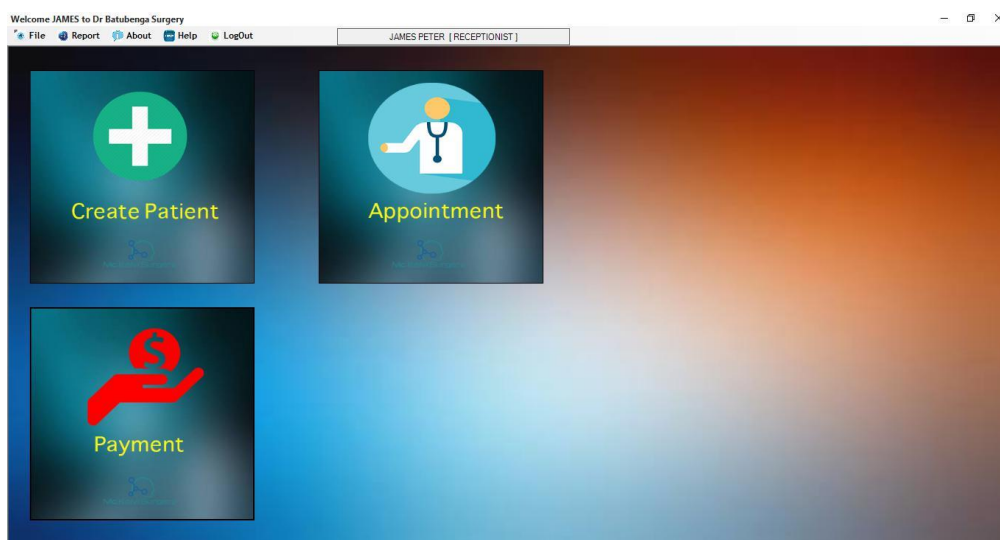 Welcome JAMES to Dr Batubenga Surgery
File Report About Help LogOut JAMES PETER [ RECEPTIONIST ]
Create Patient
Appointment
Payment